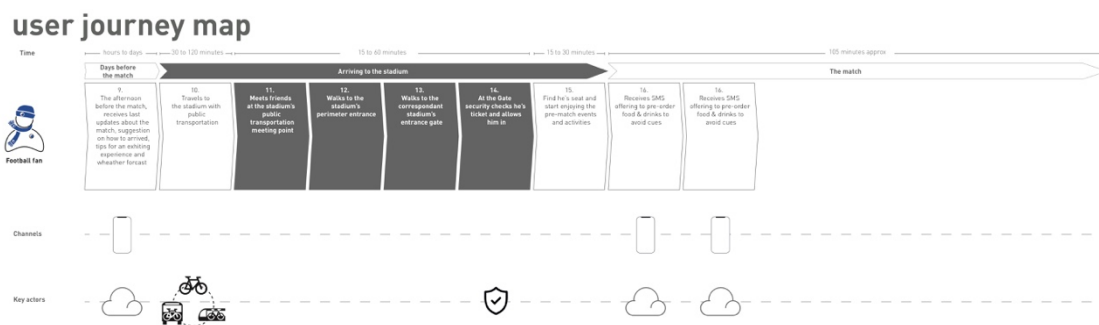 user journey map
Time
hours to days
30 to 120 minutes
15 to 60 minutes
15 to 30 minutes
105 minutes approx
Days before
the match
Arriving to the stadium
The match
9.
The afternoon
before the match,
receives last
updates about the
match, suggestion
on how to arrived,
tips for an exhiting
experience and
wheather forcast
10.
Travels to
the stadium with
public
transportation
11.
Meets friends
at the stadium's
public
transportation
meeting point
12.
Walks to the
stadium's
perimeter entrance
13.
Walks to the
correspondant
stadium's
entrance gate
14.
At the Gate
security checks he's
ticket and allows
him in
15.
Find he's seat and
start enjoying the
pre-match events
and activities
16.
Receives SMS
offering to pre-order
food & drinks to
avoid cues
16.
Receives SMS
offering to pre-order
food & drinks to
avoid cues
Football fan
Channels
Key actors